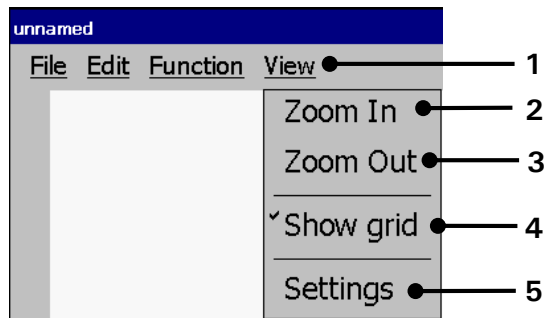 unnamed
File Edit Function View 1
Zoom In 2
Zoom Out 3
Show grid 4
Settings 5